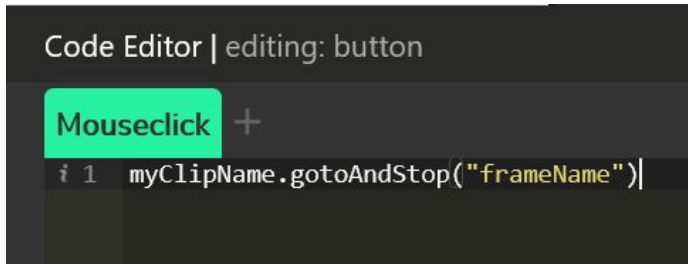 Code Editor | editing: button
Mouseclick +
i 1 myClipName.gotoAndStop("frameName")